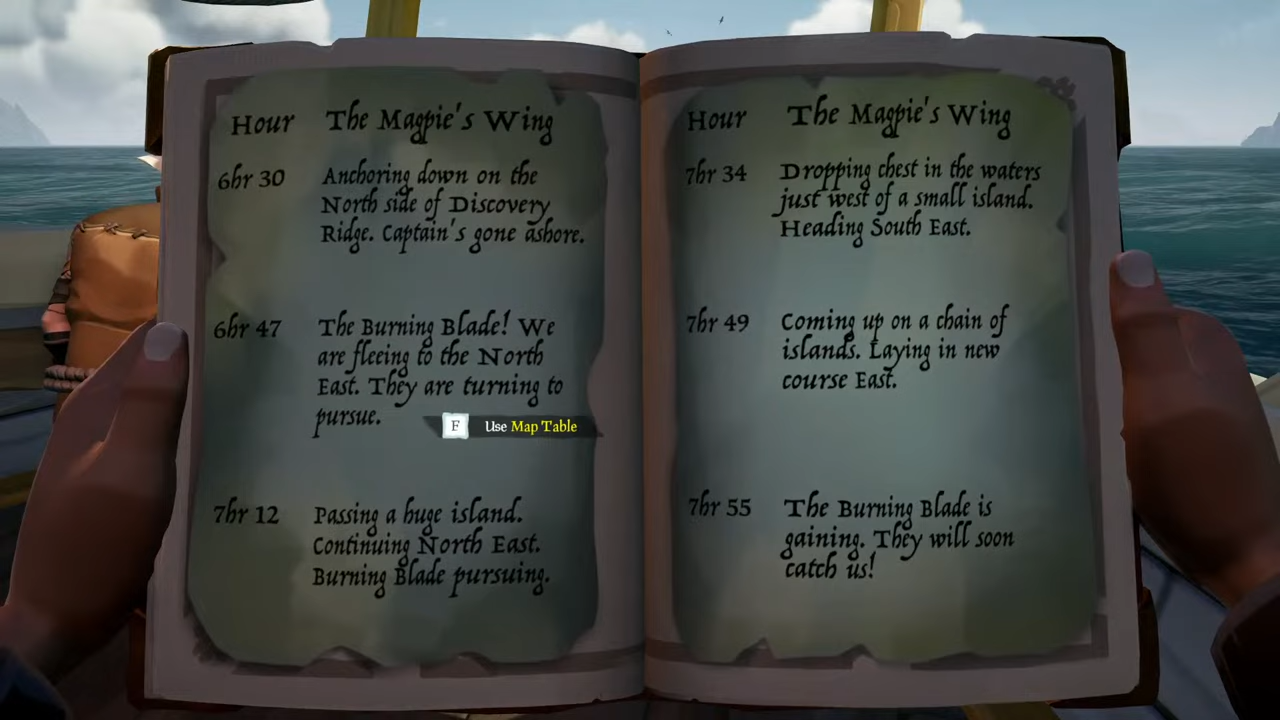 Hour The Magpie's Wing
6hr 30 Anchoring down on the
North side of Discovery
Ridge. Captain's gone ashore.
6hr 47 The Burning Blade! We
are fleeing to the North
East. They are turning to
pursue.
F Use Map Table
7hr 12 Passing a huge island.
Continuing North East.
Burning Blade pursuing.
Hour The Magpie's Wing
7hr 34 Dropping chest in the waters
just west of a small island.
Heading South East.
7hr 49 Coming up on a chain of
islands. Laying in new
course East.
7hr 55 The Burning Blade is
gaining. They will soon
catch us!